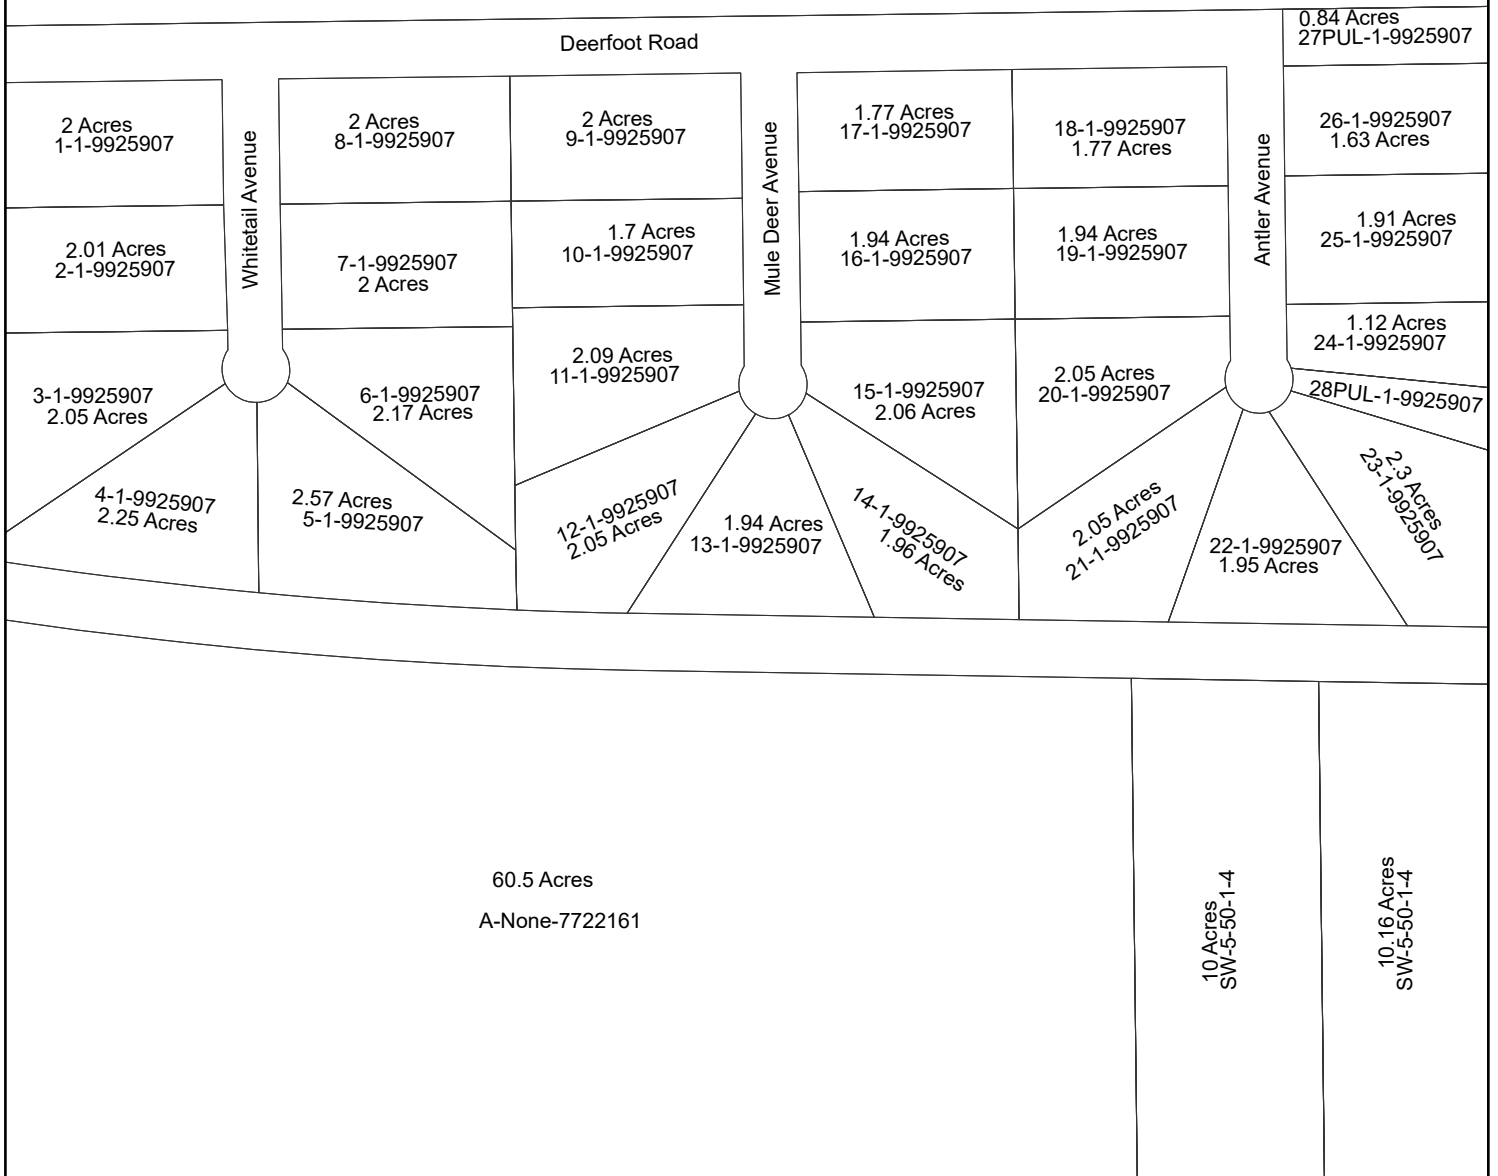 0.84 Acres
27PUL-1-9925907
Deerfoot Road
2 Acres
1-1-9925907
Whitetail Avenue
2 Acres
8-1-9925907
2 Acres
9-1-9925907
Mule Deer Avenue
1.77 Acres
17-1-9925907
18-1-9925907
1.77 Acres
Antler Avenue
26-1-9925907
1.63 Acres
2.01 Acres
2-1-9925907
7-1-9925907
2 Acres
1.7 Acres
10-1-9925907
1.94 Acres
16-1-9925907
1.94 Acres
19-1-9925907
1.91 Acres
25-1-9925907
1.12 Acres
24-1-9925907
3-1-9925907
2.05 Acres
6-1-9925907
2.17 Acres
2.09 Acres
11-1-9925907
15-1-9925907
2.06 Acres
2.05 Acres
20-1-9925907
28PUL-1-9925907
4-1-9925907
2.25 Acres
2.57 Acres
5-1-9925907
12-1-9925907
2.05 Acres
1.94 Acres
13-1-9925907
14-1-9925907
1.96 Acres
2.05 Acres
21-1-9925907
22-1-9925907
1.95 Acres
2.3 Acres
23-1-9925907
60.5 Acres
A-None-7722161
10 Acres
SW-5-50-1-4
10.16 Acres
SW-5-50-1-4